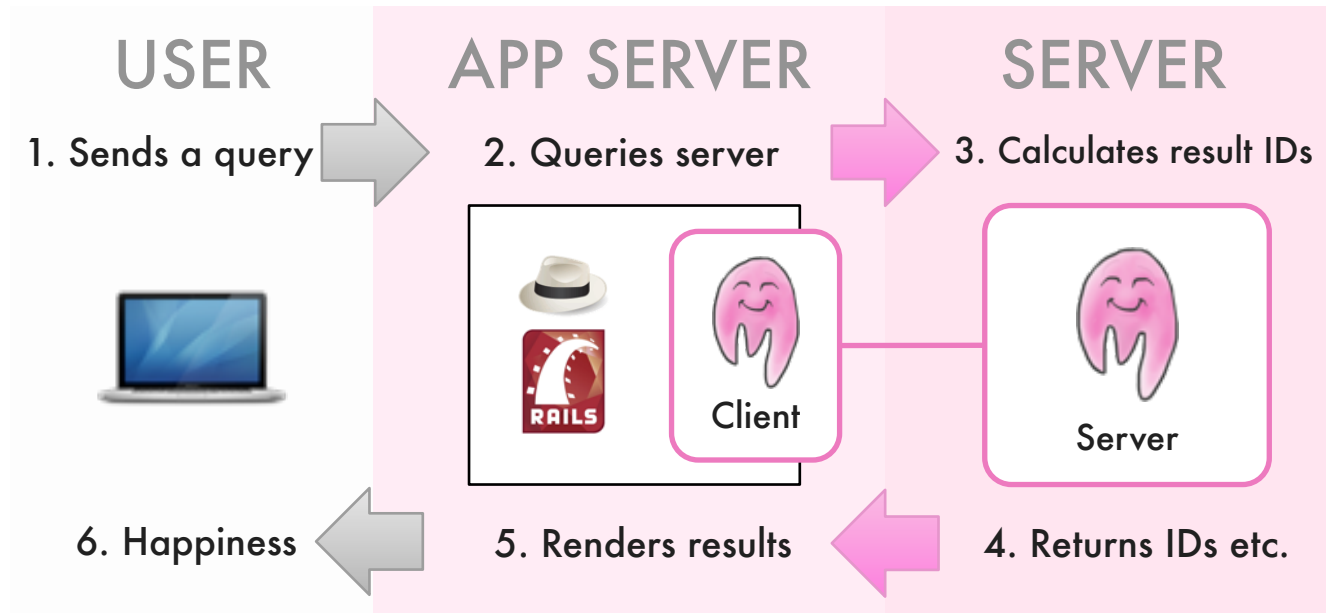 USER
APP SERVER
SERVER
1. Sends a query
2. Queries server
3. Calculates result IDs
RAILS
Client
Server
6. Happiness
5. Renders results
4. Returns IDs etc.